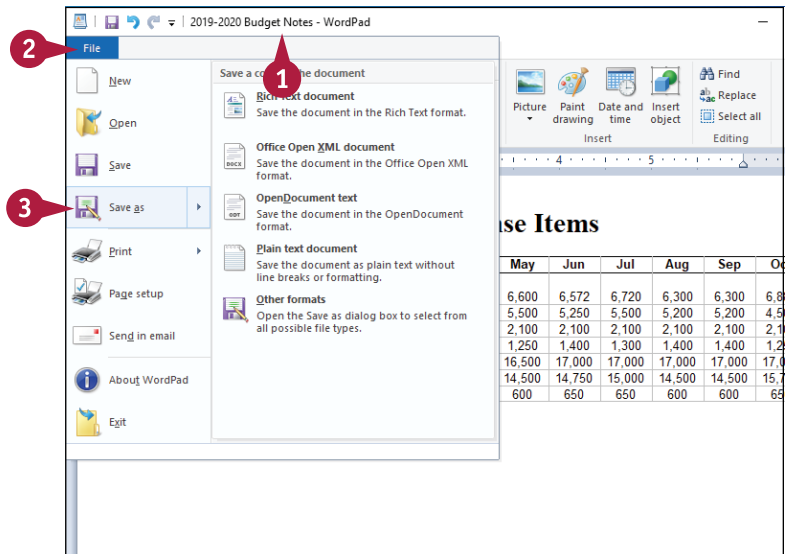 2019-2020 Budget Notes - WordPad
1
2
File
New
Open
Save
3
Save as
Print
Page setup
Send in email
About WordPad
Exit
Save a the document
Rich Text document
Save the document in the Rich Text format.
Office Open XML document
Save the document in the Office Open XML
format.
OpenDocument text
Save the document in the OpenDocument
format.
Plain text document
Save the document as plain text without
line breaks or formatting.
Other formats
Open the Save as dialog box to select from
all possible file types.
DOCX
ODT
Picture Paint drawing Date and time Insert object
Insert
Find
Replace
Select all
Editing
4 5
Items
May Jun Jul Aug Sep
6,600 6,572 6,720 6,300 6,300
5,500 5,250 5,500 5,200 5,200
2,100 2,100 2,100 2,100 2,100
1,250 1,400 1,300 1,400 1,400
16,500 17,000 17,000 17,000 17,000
14,500 14,750 15,000 14,500 14,500
600 650 650 600 600